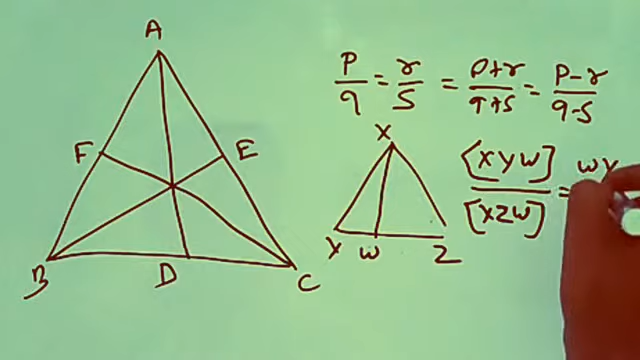 A
F
E
B
D
C
P/q = r/s = P+r/q+s = P-r/q-s
X
Y
W
Z
[XYW]/[XZW] = WY